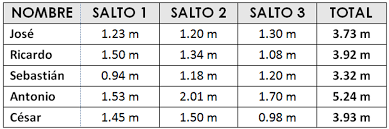 NOMBRE SALTO 1 SALTO 2 SALTO 3 TOTAL
José 1.23 m 1.20 m 1.30 m 3.73 m
Ricardo 1.50 m 1.34 m 1.08 m 3.92 m
Sebastián 0.94 m 1.18 m 1.20 m 3.32 m
Antonio 1.53 m 2.01 m 1.70 m 5.24 m
César 1.45 m 1.50 m 0.98 m 3.93 m